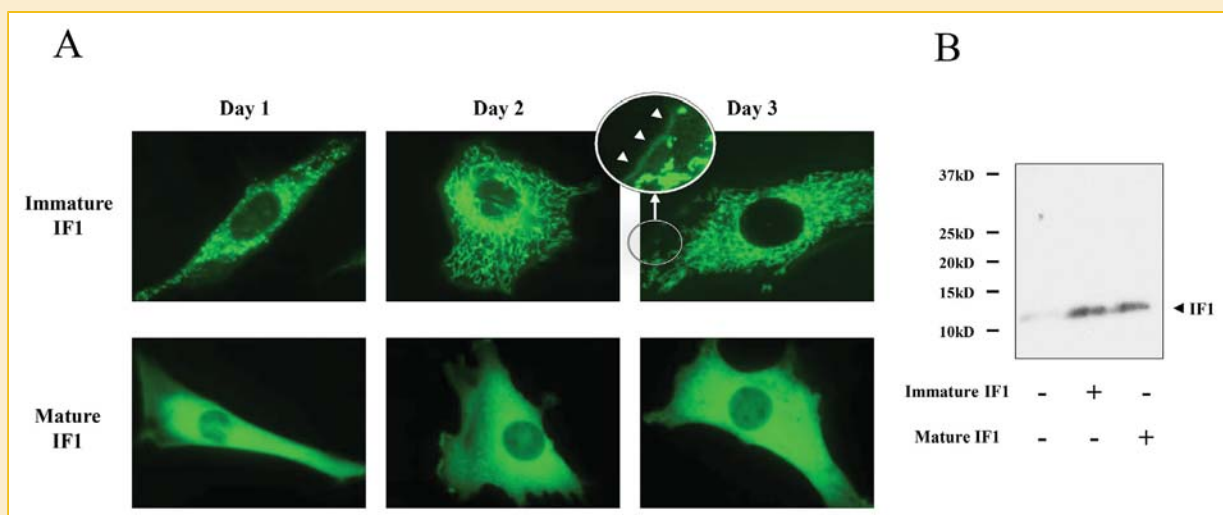 A
Day 1
Day 2
Day 3
Immature
IF1
Mature
IF1
B
37kD
25kD
20kD
15kD
10kD
IF1
Immature IF1 - + -
Mature IF1 - - +